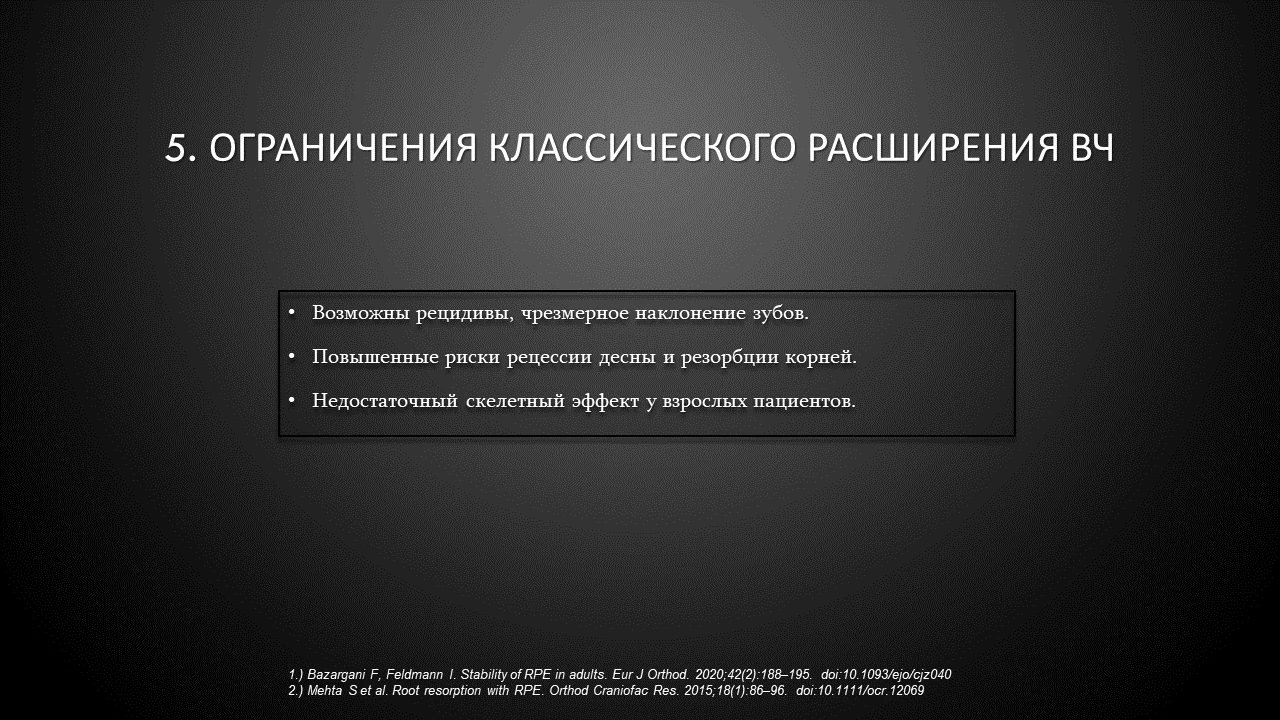 5. ОГРАНИЧЕНИЯ КЛАССИЧЕСКОГО РАСШИРЕНИЯ ВЧ
• Возможны рецидивы, чрезмерное наклонение зубов.
• Повышенные риски рецессии десны и резорбции корней.
• Недостаточный скелетный эффект у взрослых пациентов.
1.) Bazargani F, Feldmann I. Stability of RPE in adults. Eur J Orthod. 2020;42(2):188–195. doi:10.1093/ejo/cjz040
2.) Mehta S et al. Root resorption with RPE. Orthod Craniofac Res. 2015;18(1):86–96. doi:10.1111/ocr.12069